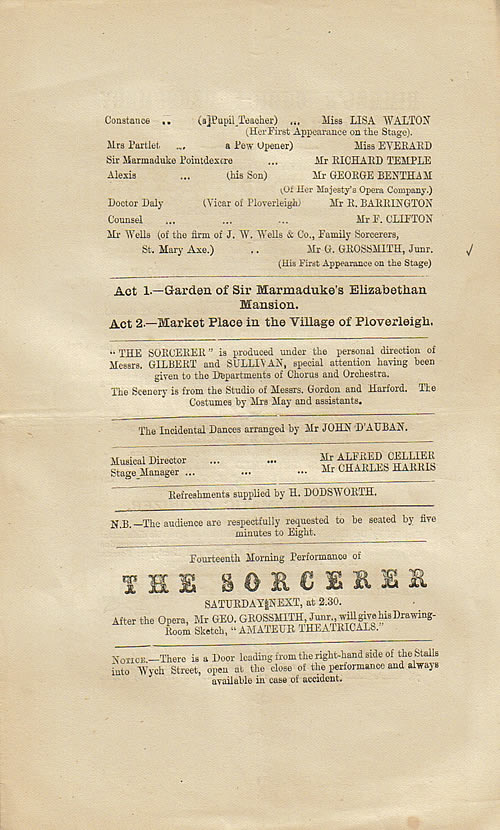 Constance .. (a Pupil Teacher) ... Miss LISA WALTON
(Her First Appearance on the Stage).
Mrs Partlet ... a Pew Opener) Miss EVERARD
Sir Marmaduke Pointdexcre ... Mr RICHARD TEMPLE
Alexis ... (his Son) Mr GEORGE BENTHAM
(Of Her Majesty's Opera Company.)
Doctor Daly (Vicar of Ploverleigh) Mr R. BARRINGTON
Counsel ... ... ... Mr F. CLIFTON
Mr Wells (of the firm of J. W. Wells & Co., Family Sorcerers,
St. Mary Axe.) .. Mr G. GROSSMITH, Junr.
(His First Appearance on the Stage)
Act 1.—Garden of Sir Marmaduke's Elizabethan
Mansion.
Act 2.—Market Place in the Village of Ploverleigh.
"THE SORCERER" is produced under the personal direction of
Messrs. GILBERT and SULLIVAN, special attention having been
given to the Departments of Chorus and Orchestra.
The Scenery is from the Studio of Messrs. Gordon and Harford. The
Costumes by Mrs May and assistants.
The Incidental Dances arranged by Mr JOHN D'AUBAN.
Musical Director ... ... Mr ALFRED CELLIER
Stage Manager ... ... ... Mr CHARLES HARRIS
Refreshments supplied by H. DODSWORTH.
N.B.—The audience are respectfully requested to be seated by five
minutes to Eight.
Fourteenth Morning Performance of
THE SORCERER
SATURDAY NEXT, at 2.30.
After the Opera, Mr GEO. GROSSMITH, Junr., will give his Drawing-
Room Sketch, "AMATEUR THEATRICALS."
NOTICE.—There is a Door leading from the right-hand side of the Stalls
into Wych Street, open at the close of the performance and always
available in case of accident.